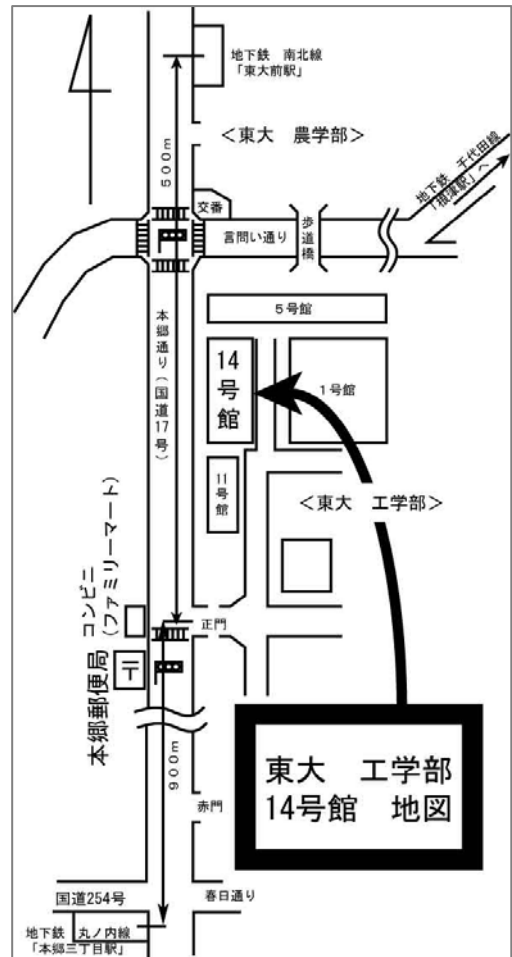 地下鉄 南北線
「東大前駅」
500m
<東大 農学部>
地下鉄 千代田線
「根津駅」へ
交番
言問い通り
歩道橋
5号館
本郷通り(国道17号)
14号館
1号館
11号館
<東大 工学部>
コンビニ
(ファミリーマート)
正門
本郷郵便局
〒
900m
東大 工学部
14号館 地図
赤門
国道254号
春日通り
地下鉄 丸ノ内線
「本郷三丁目駅」